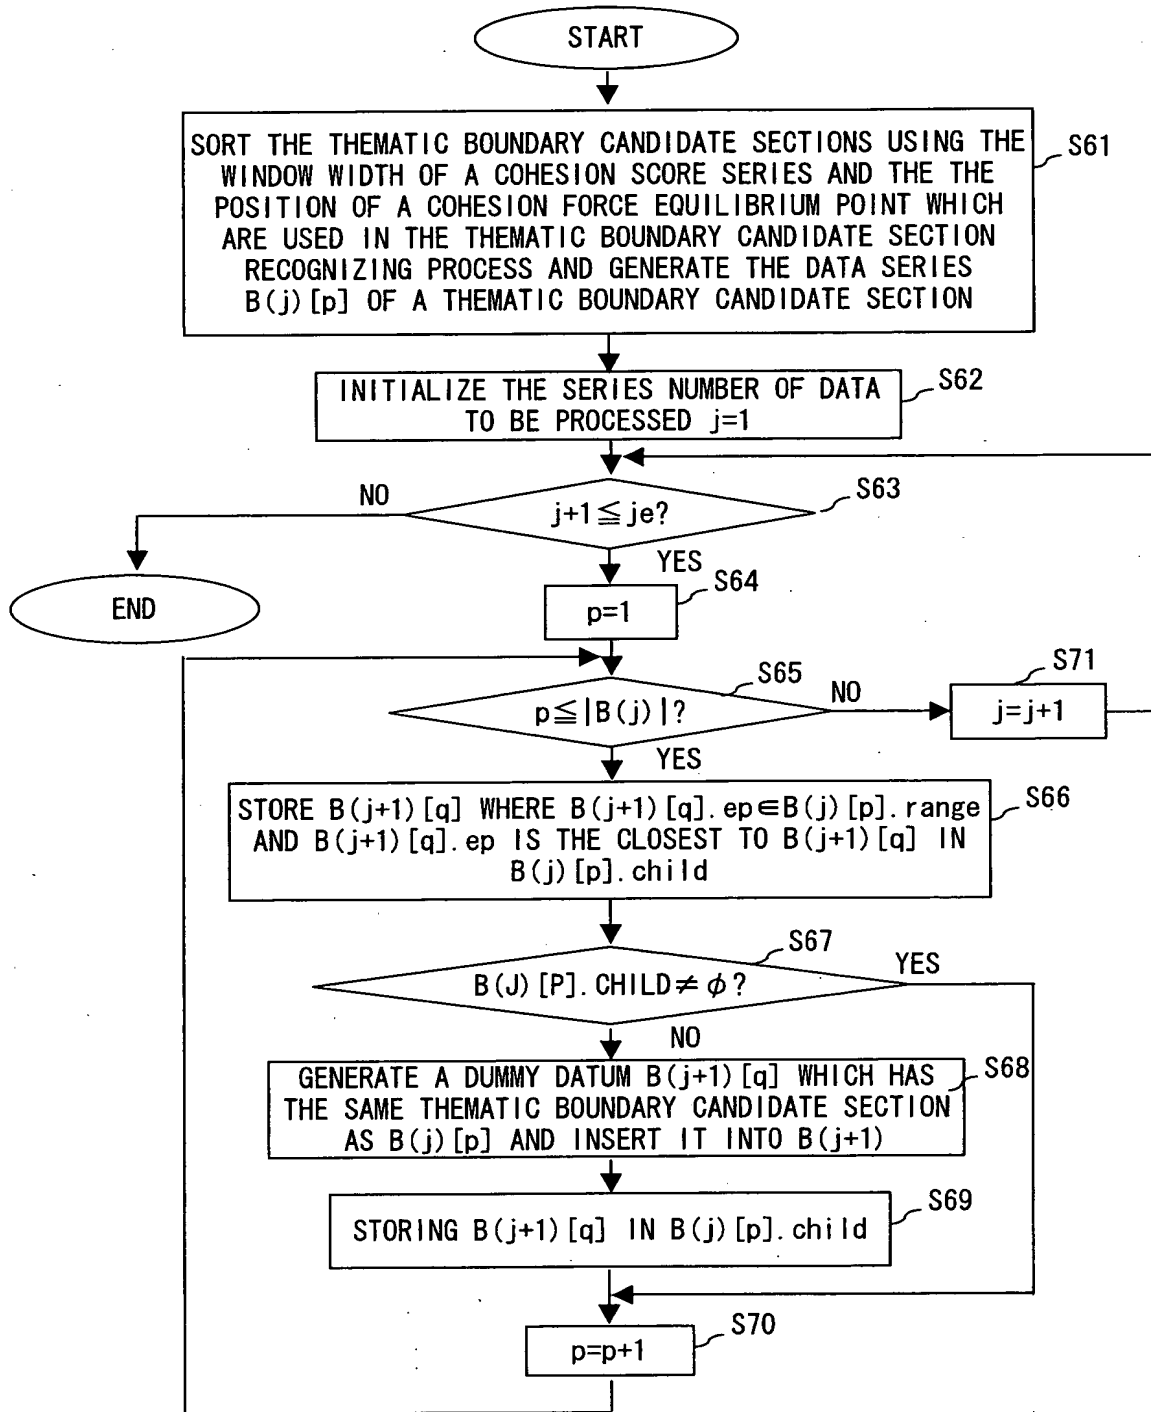 START
SORT THE THEMATIC BOUNDARY CANDIDATE SECTIONS USING THE
WINDOW WIDTH OF A COHESION SCORE SERIES AND THE THE
POSITION OF A COHESION FORCE EQUILIBRIUM POINT WHICH
ARE USED IN THE THEMATIC BOUNDARY CANDIDATE SECTION
RECOGNIZING PROCESS AND GENERATE THE DATA SERIES
B(j)[p] OF A THEMATIC BOUNDARY CANDIDATE SECTION
S61
INITIALIZE THE SERIES NUMBER OF DATA
TO BE PROCESSED j=1
S62
NO
j+1≦je?
S63
YES
END
p=1
S64
p≦|B(j)|?
S65
NO
j=j+1
S71
YES
STORE B(j+1)[q] WHERE B(j+1)[q].ep∈B(j)[p].range
AND B(j+1)[q].ep IS THE CLOSEST TO B(j+1)[q] IN
B(j)[p].child
S66
B(J)[P].CHILD≠φ?
S67
YES
NO
GENERATE A DUMMY DATUM B(j+1)[q] WHICH HAS
THE SAME THEMATIC BOUNDARY CANDIDATE SECTION
AS B(j)[p] AND INSERT IT INTO B(j+1)
S68
STORING B(j+1)[q] IN B(j)[p].child
S69
p=p+1
S70